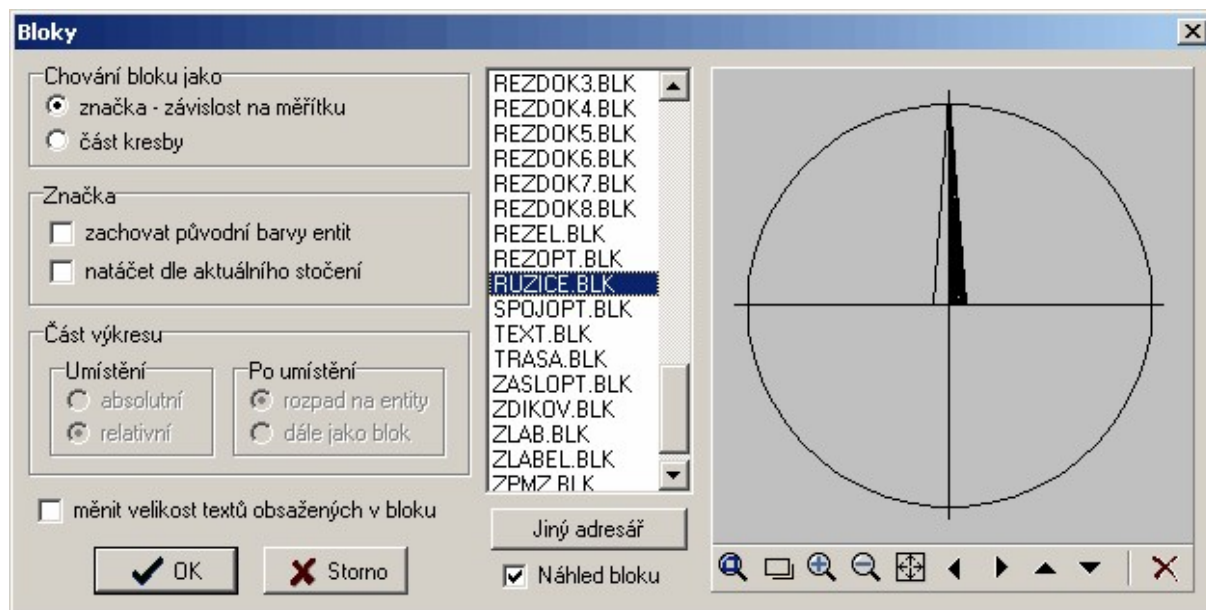 Bloky
Chování bloku jako
značka - závislost na měřítku
část kresby
Značka
zachovat původní barvy entit
natáčet dle aktuálního stočení
Část výkresu
Umístění
absolutní
relativní
Po umístění
rozpad na entity
dále jako blok
měnit velikost textů obsažených v bloku
OK
Storno
REZDOK3.BLK
REZDOK4.BLK
REZDOK5.BLK
REZDOK6.BLK
REZDOK7.BLK
REZDOK8.BLK
REZEL.BLK
REZOPT.BLK
RUZICE.BLK
SPOJOPT.BLK
TEXT.BLK
TRASA.BLK
ZASLOPT.BLK
ZDIKOV.BLK
ZLAB.BLK
ZLABEL.BLK
ZPMZ.BLK
Jiný adresář
Náhled bloku